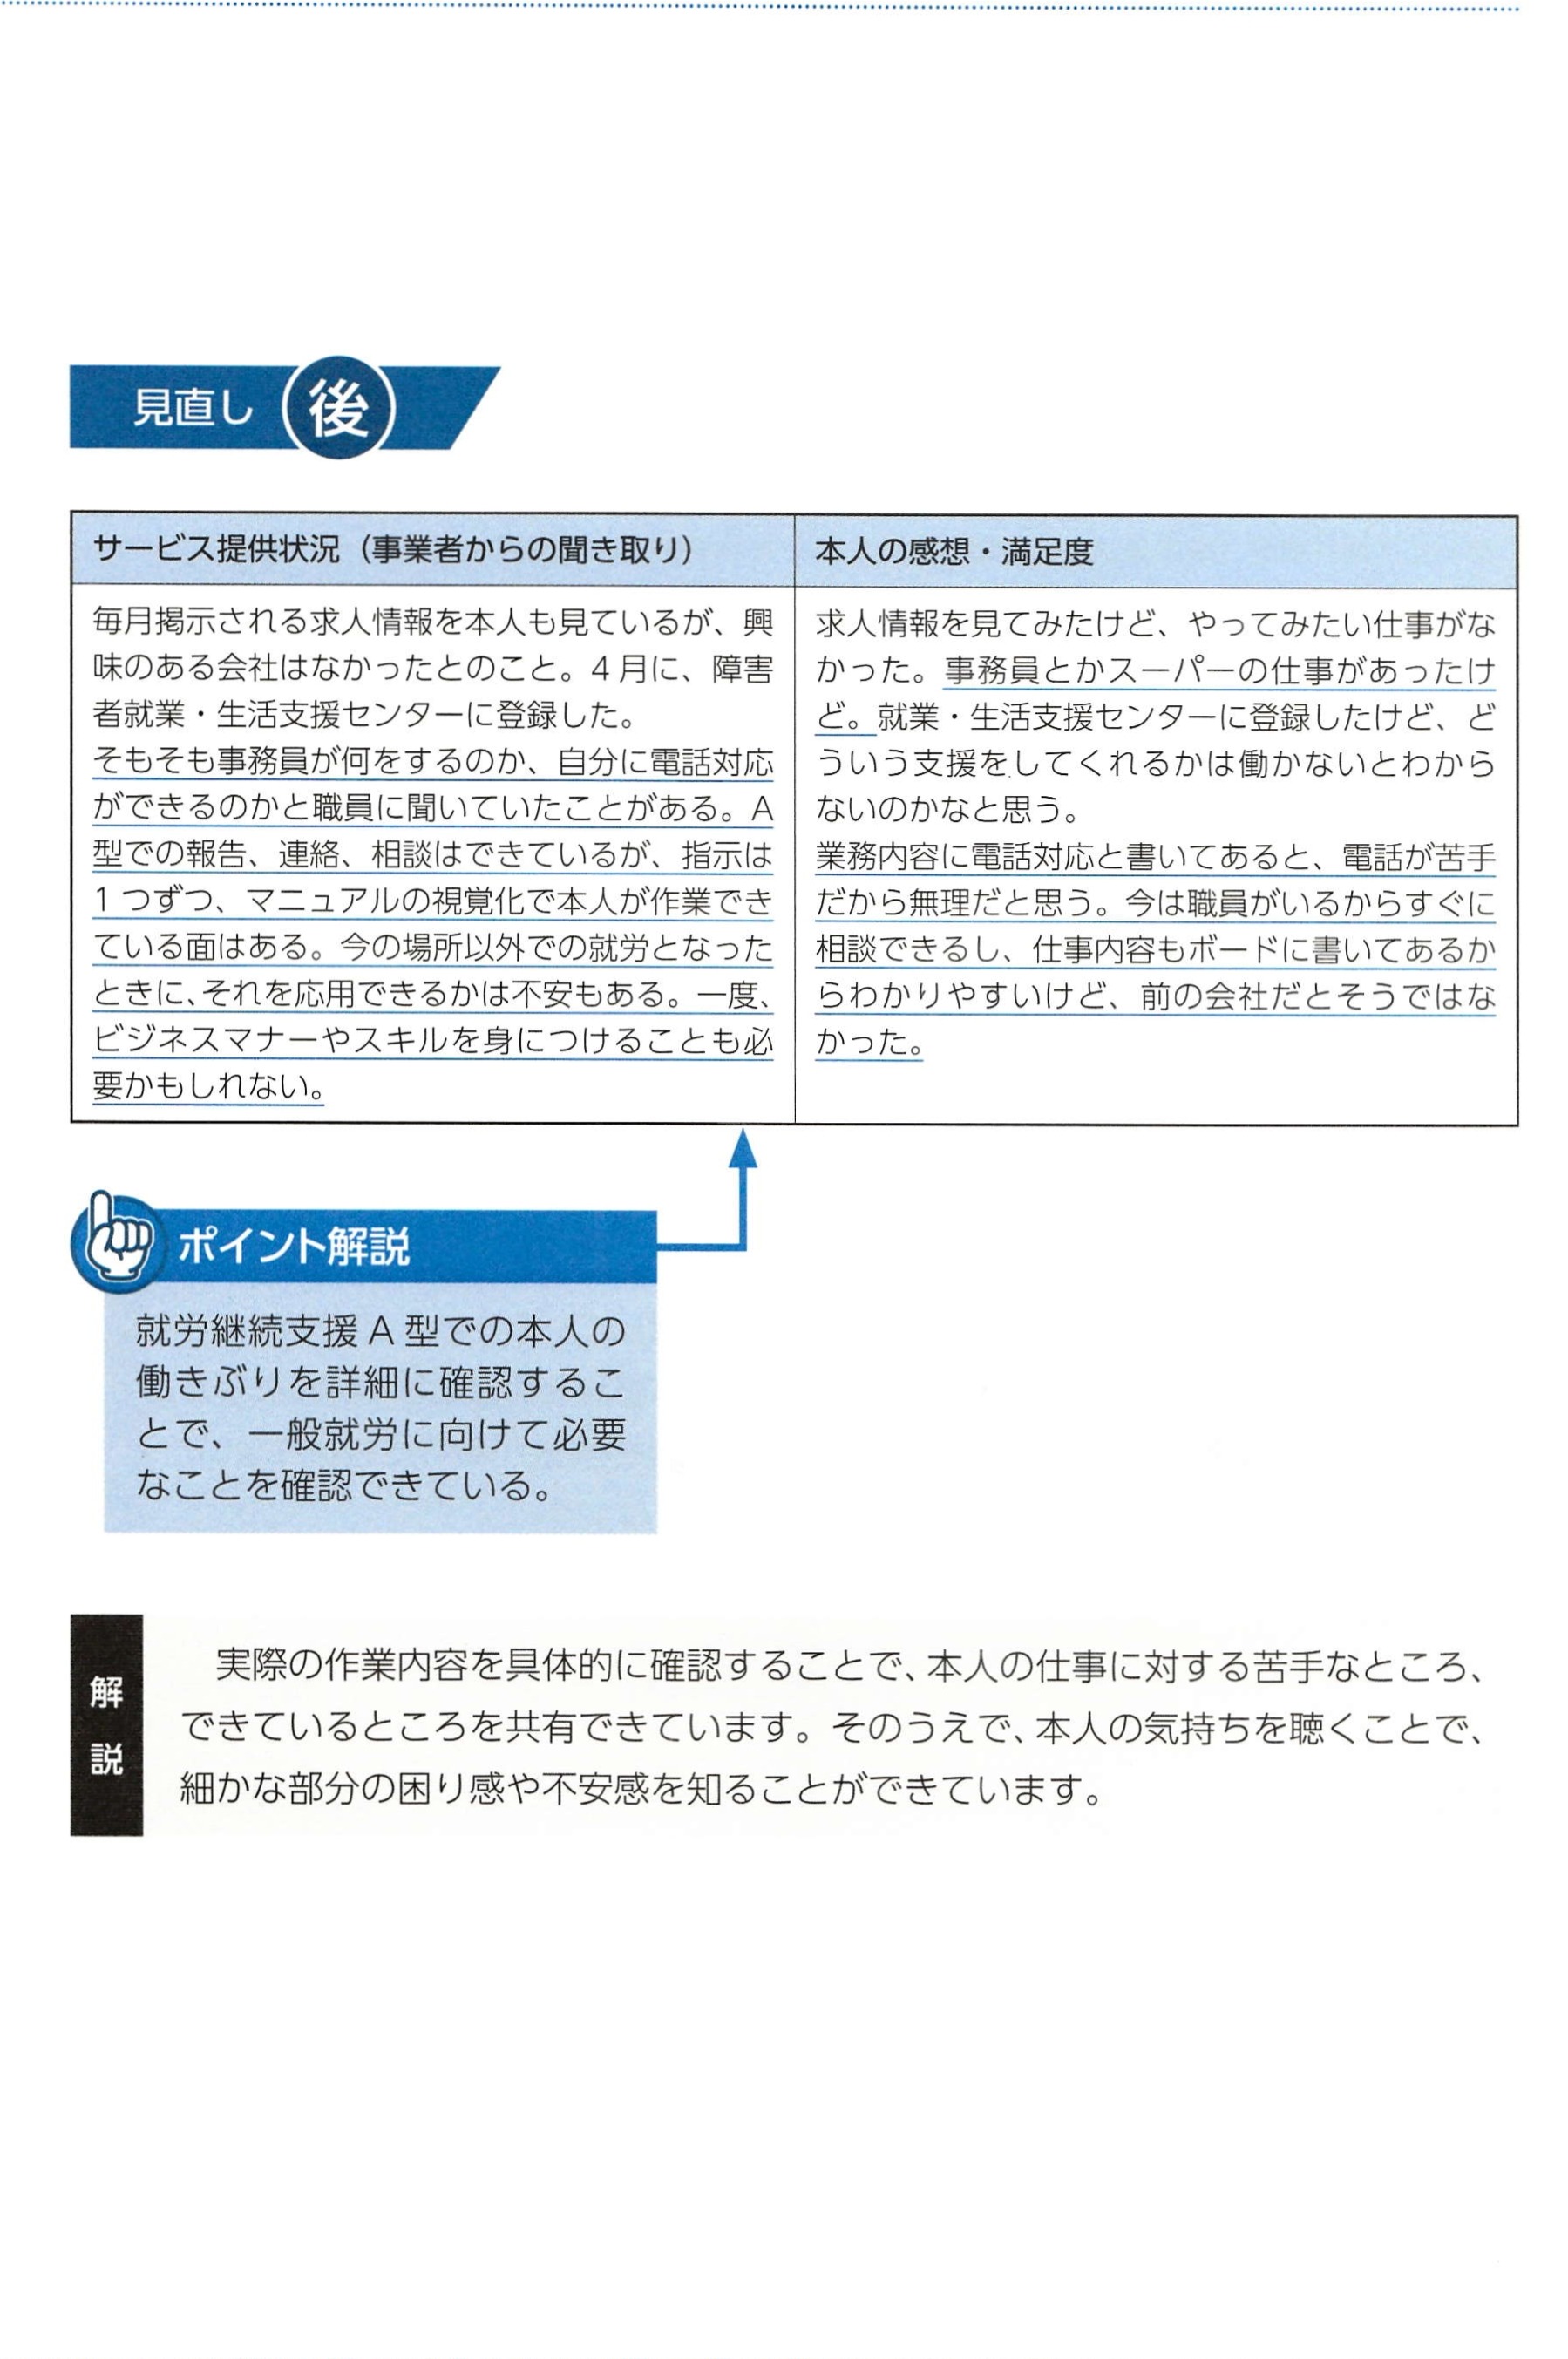 見直し 後
サービス提供状況（事業者からの聞き取り）
毎月掲示される求人情報を本人も見ているが、興
味のある会社はなかったとのこと。4月に、障害
者就業・生活支援センターに登録した。
そもそも事務員が何をするのか、自分に電話対応
ができるのかと職員に聞いていたことがある。A
型での報告、連絡、相談はできているが、指示は
1つずつ、マニュアルの視覚化で本人が作業でき
ている面はある。今の場所以外での就労となった
ときに、それを応用できるかは不安もある。一度、
ビジネスマナーやスキルを身につけることも必
要かもしれない。
本人の感想・満足度
求人情報を見てみたけど、やってみたい仕事がな
かった。事務員とかスーパーの仕事があったけ
ど。就業・生活支援センターに登録したけど、ど
ういう支援をしてくれるかは働かないとわから
ないのかなと思う。
業務内容に電話対応と書いてあると、電話が苦手
だから無理だと思う。今は職員がいるからすぐに
相談できるし、仕事内容もボードに書いてあるか
らわかりやすいけど、前の会社だとそうではな
かった。
ポイント解説
就労継続支援A型での本人の
働きぶりを詳細に確認するこ
とで、一般就労に向けて必要
なことを確認できている。
解説
実際の作業内容を具体的に確認することで、本人の仕事に対する苦手なところ、
できているところを共有できています。そのうえで、本人の気持ちを聴くことで、
細かな部分の困り感や不安感を知ることができています。